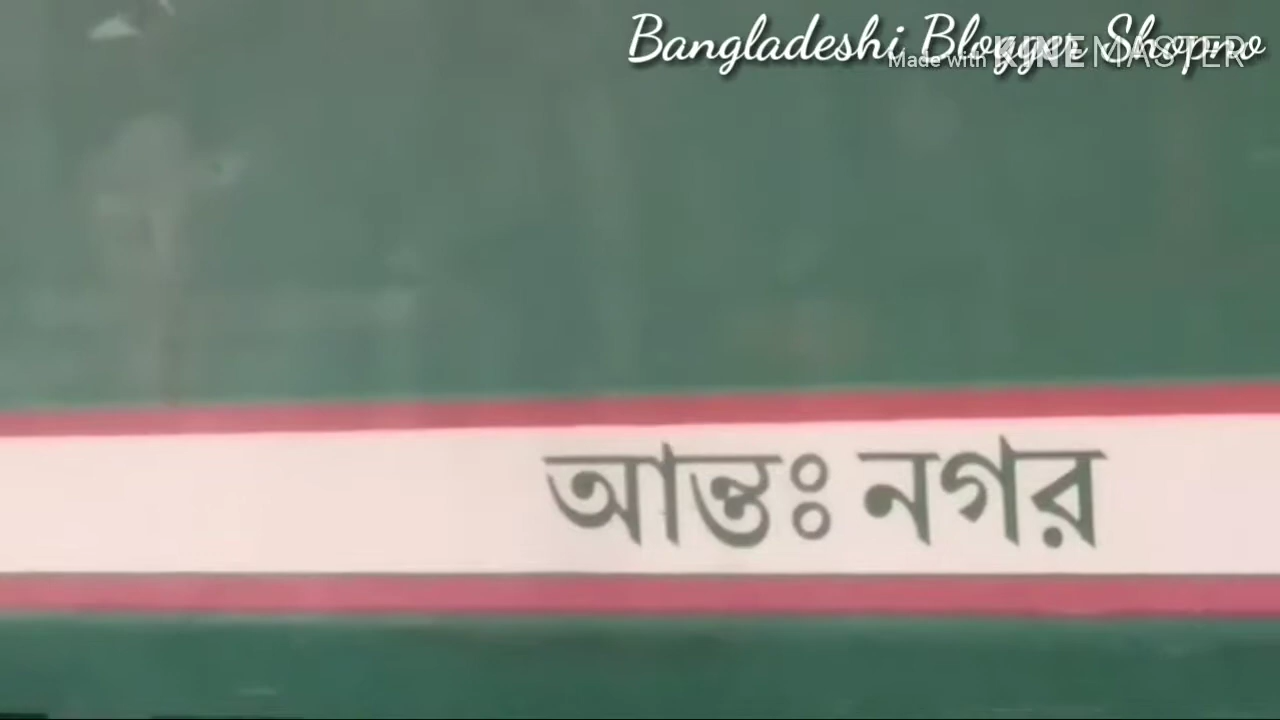 Bangladeshi Blogger Shopno
Made with KINEMASTER
আন্তঃ নগর